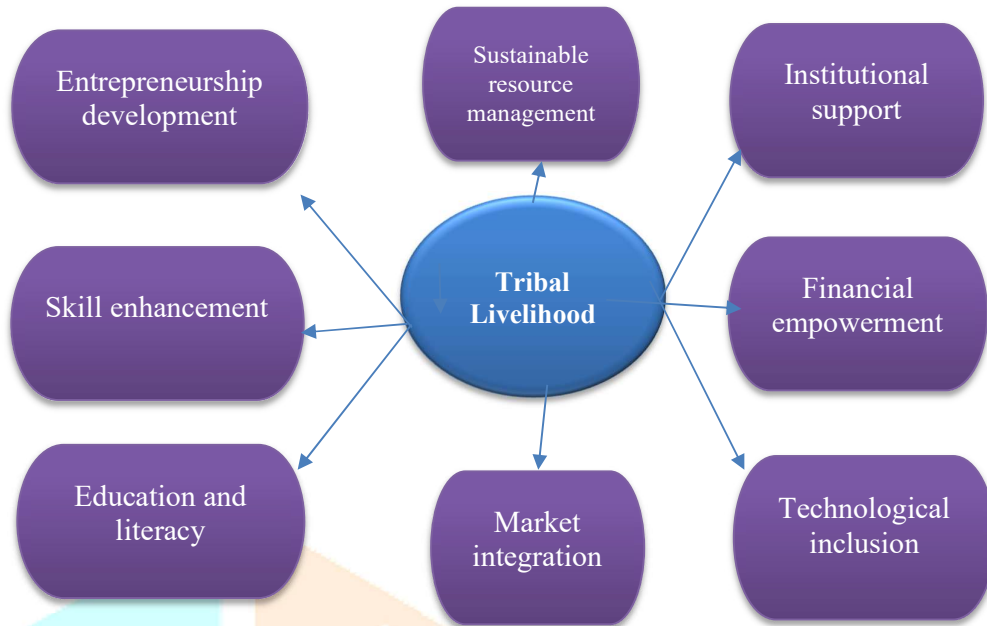 Entrepreneurship
development
Sustainable
resource
management
Institutional
support
Skill enhancement
Tribal
Livelihood
Financial
empowerment
Education and
literacy
Market
integration
Technological
inclusion